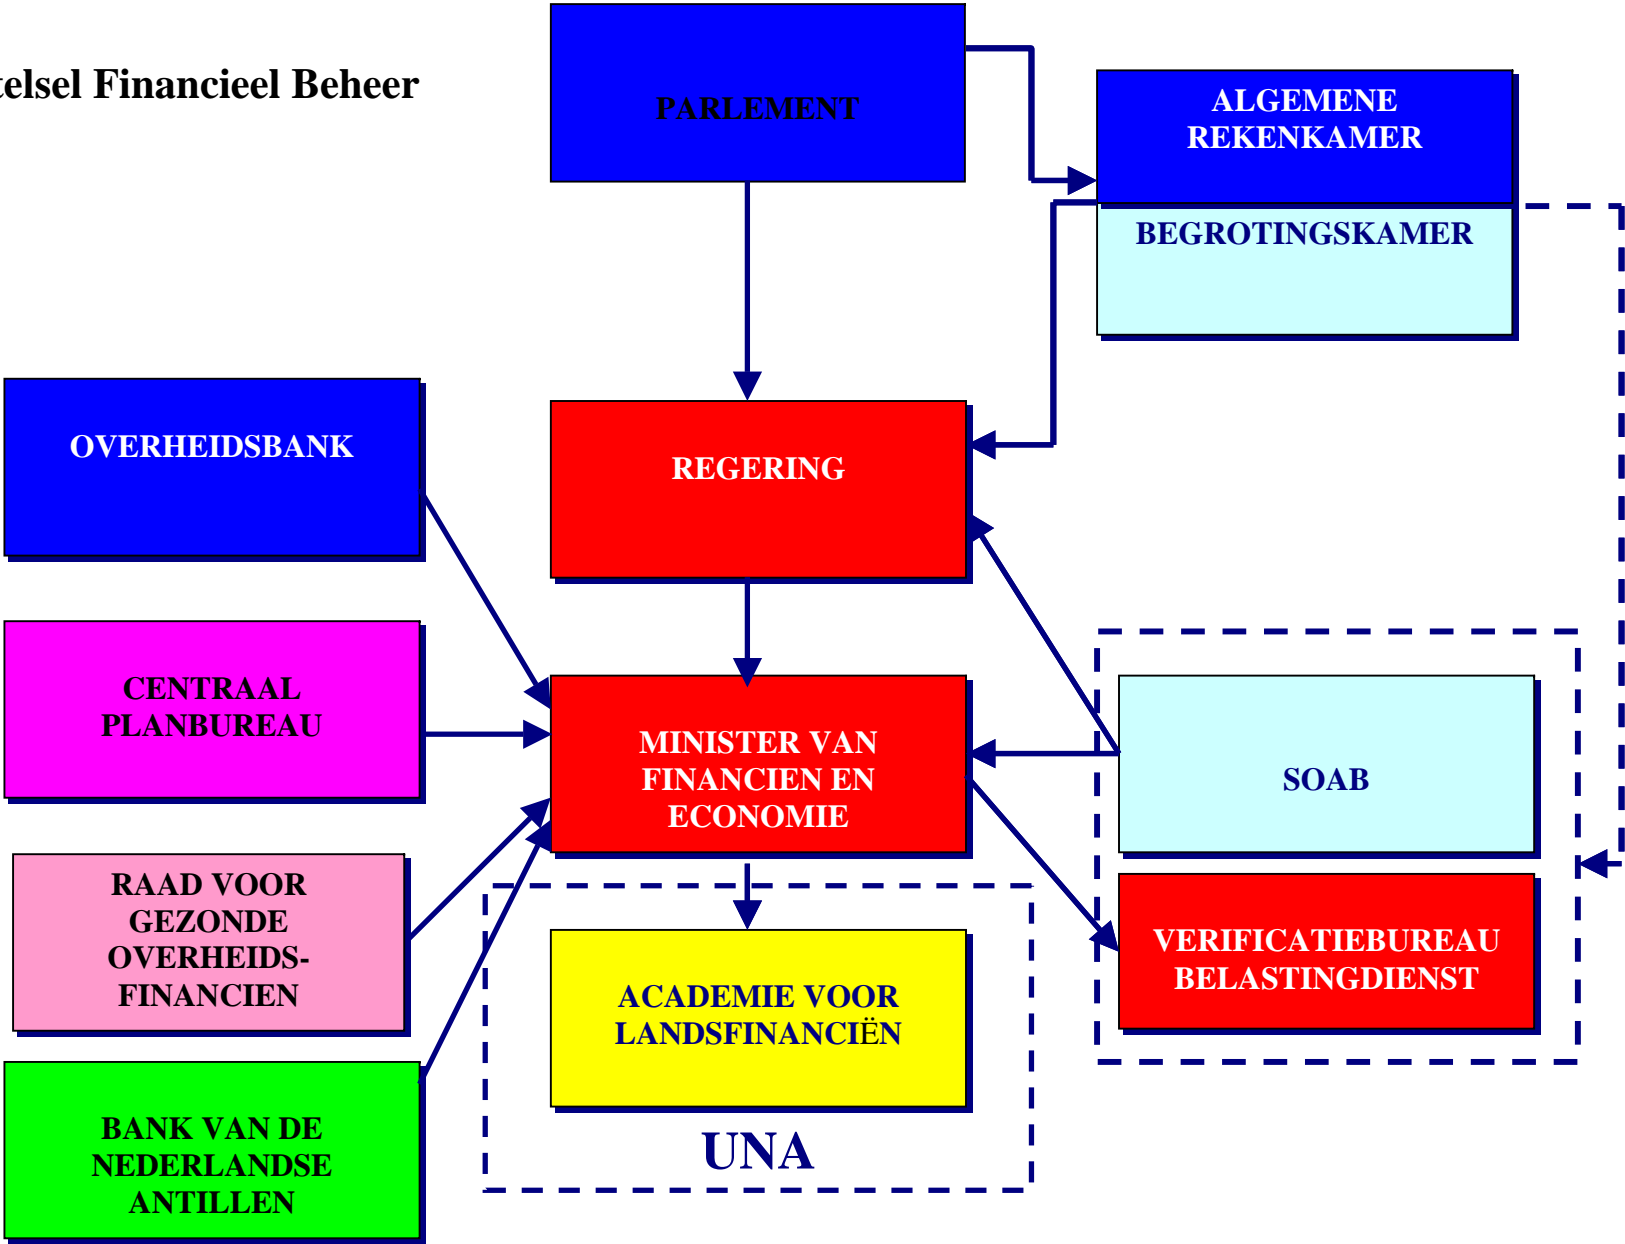 telsel Financieel Beheer
PARLEMENT
ALGEMENE
REKENKAMER
BEGROTINGSKAMER
OVERHEIDSBANK
REGERING
CENTRAAL
PLANBUREAU
MINISTER VAN
FINANCIEN EN
ECONOMIE
SOAB
RAAD VOOR
GEZONDE
OVERHEIDS-
FINANCIEN
VERIFICATIEBUREAU
BELASTINGDIENST
ACADEMIE VOOR
LANDSFINANCIËN
BANK VAN DE
NEDERLANDSE
ANTILLEN
UNA